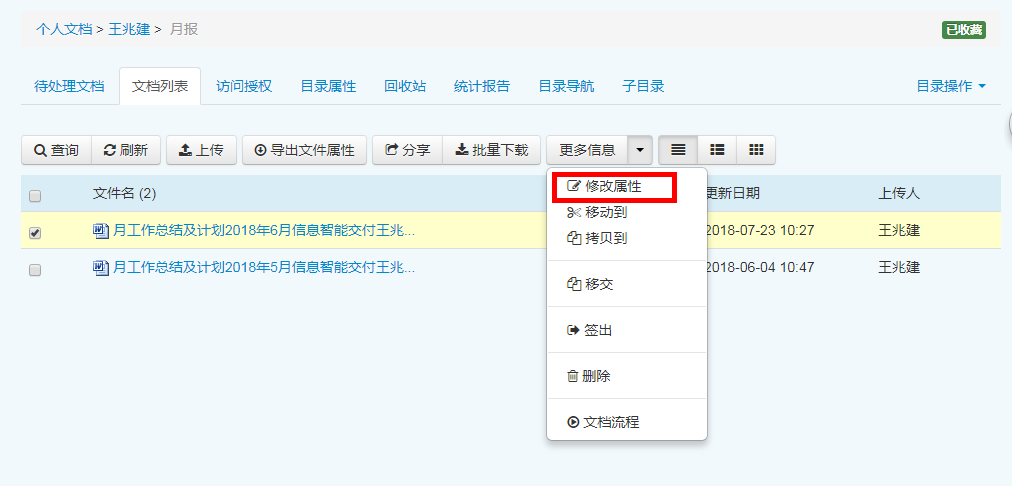 个人文档 > 王兆建 > 月报 已收藏
待处理文档 文档列表 访问授权 目录属性 回收站 统计报告 目录导航 子目录 目录操作
查询 刷新 上传 导出文件属性 分享 批量下载 更多信息
文件名 (2) 更新日期 上传人
月工作总结及计划2018年6月信息智能交付王兆... 2018-07-23 10:27 王兆建
月工作总结及计划2018年5月信息智能交付王兆... 2018-06-04 10:47 王兆建
修改属性
移动到
拷贝到
移交
签出
删除
文档流程